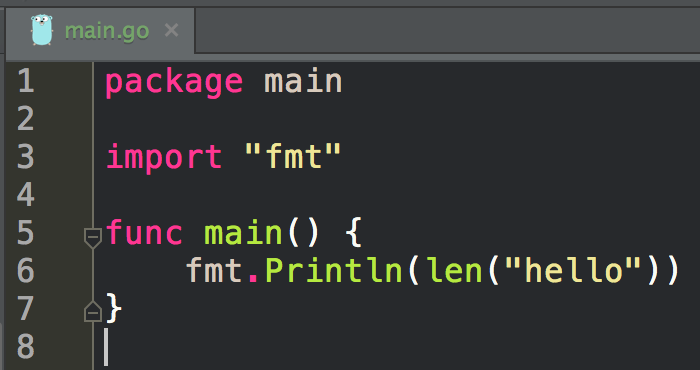 main.go ×
1 package main
2
3 import "fmt"
4
5 func main() {
6     fmt.Println(len("hello"))
7 }
8